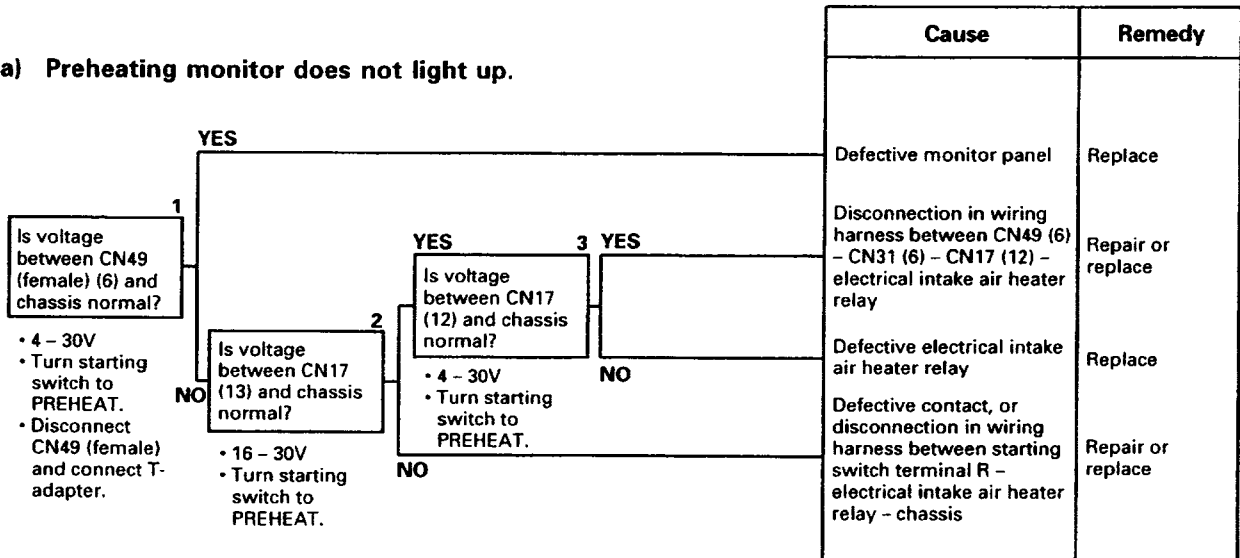 Cause
Remedy
a) Preheating monitor does not light up.
YES
Defective monitor panel
Replace
1
Is voltage
between CN49
(female) (6) and
chassis normal?
• 4 – 30V
• Turn starting
switch to
PREHEAT.
• Disconnect
CN49 (female)
and connect T-
adapter.
NO
2
Is voltage
between CN17
(13) and chassis
normal?
• 16 – 30V
• Turn starting
switch to
PREHEAT.
YES
3
Is voltage
between CN17
(12) and chassis
normal?
• 4 – 30V
• Turn starting
switch to
PREHEAT.
YES
Disconnection in wiring
harness between CN49 (6)
– CN31 (6) – CN17 (12) –
electrical intake air heater
relay
Repair or
replace
NO
Defective electrical intake
air heater relay
Replace
NO
Defective contact, or
disconnection in wiring
harness between starting
switch terminal R –
electrical intake air heater
relay – chassis
Repair or
replace